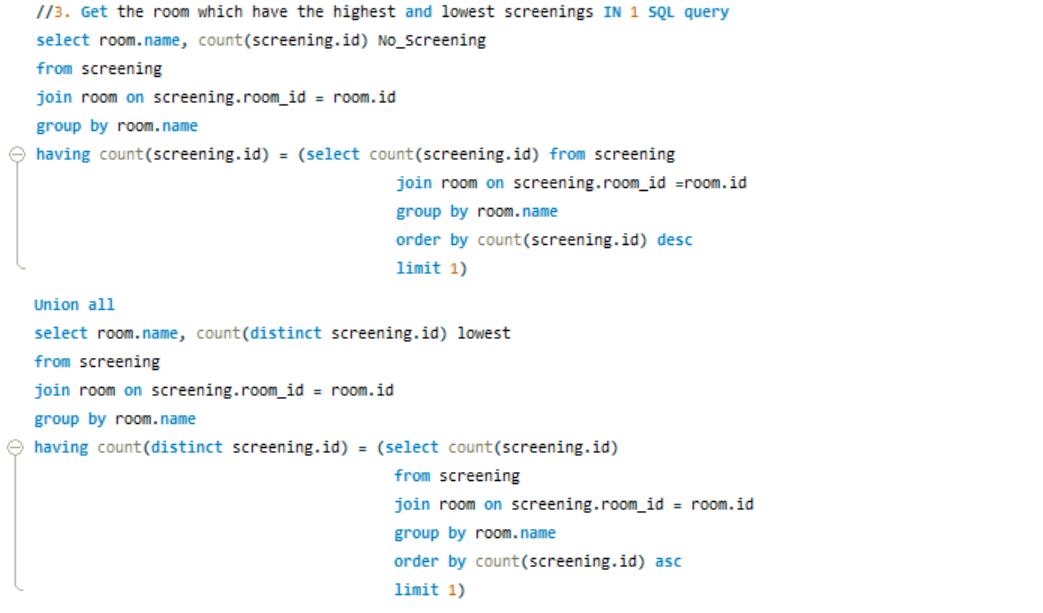 //3. Get the room which have the highest and lowest screenings IN 1 SQL query
select room.name, count(screening.id) No_Screening
from screening
join room on screening.room_id = room.id
group by room.name
having count(screening.id) = (select count(screening.id) from screening
join room on screening.room_id =room.id
group by room.name
order by count(screening.id) desc
limit 1)
Union all
select room.name, count(distinct screening.id) lowest
from screening
join room on screening.room_id = room.id
group by room.name
having count(distinct screening.id) = (select count(screening.id)
from screening
join room on screening.room_id = room.id
group by room.name
order by count(screening.id) asc
limit 1)